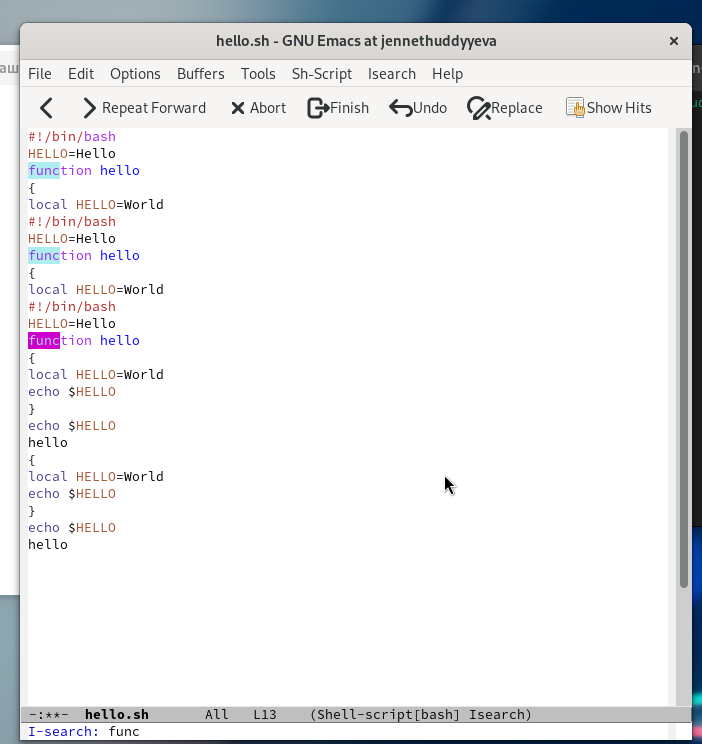 hello.sh - GNU Emacs at jennethuddyyeva
File Edit Options Buffers Tools Sh-Script Isearch Help
Repeat Forward Abort Finish Undo Replace Show Hits
#!/bin/bash
HELLO=Hello
function hello
{
local HELLO=World
#!/bin/bash
HELLO=Hello
function hello
{
local HELLO=World
#!/bin/bash
HELLO=Hello
function hello
{
local HELLO=World
echo $HELLO
}
echo $HELLO
hello
{
local HELLO=World
echo $HELLO
}
echo $HELLO
hello
-:**- hello.sh All L13 (Shell-script[bash] Isearch)
I-search: func